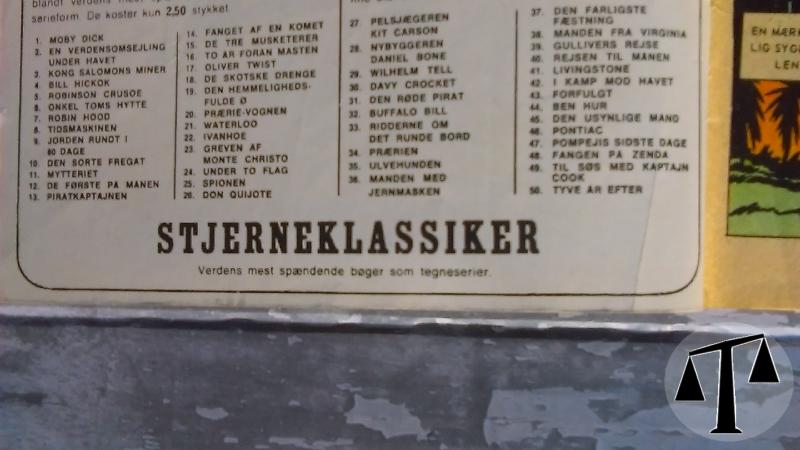 blandt verdens mest
serieform. De koster kun 2,50 stykket.
1. MOBY DICK
2. EN VERDENSOMSEJLING
UNDER HAVET
3. KONG SALOMONS MINER
4. BILL HICKOK
5. ROBINSON CRUSOE
6. ONKEL TOMS HYTTE
7. ROBIN HOOD
8. TIDSMASKINEN
9. JORDEN RUNDT I
80 DAGE
10. DEN SORTE FREGAT
11. MYTTERIET
12. DE FØRSTE PÅ MÅNEN
13. PIRATKAPTAJNEN
14. FANGET AF EN KOMET
15. DE TRE MUSKETERER
16. TO ÅR FORAN MASTEN
17. OLIVER TWIST
18. DE SKOTSKE DRENGE
19. DEN HEMMELIGHEDS-
FULDE Ø
20. PRÆRIE-VOGNEN
21. WATERLOO
22. IVANHOE
23. GREVEN AF
MONTE CHRISTO
24. UNDER TO FLAG
25. SPIONEN
26. DON QUIJOTE
27. PELSJÆGEREN
KIT CARSON
28. NYBYGGEREN
DANIEL BONE
29. WILHELM TELL
30. DAVY CROCKET
31. DEN RØDE PIRAT
32. BUFFALO BILL
33. RIDDERNE OM
DET RUNDE BORD
34. PRÆRIEN
35. ULVEHUNDEN
36. MANDEN MED
JERNMASKEN
37. DEN FARLIGSTE
FÆSTNING
38. MANDEN FRA VIRGINIA
39. GULLIVERS REJSE
40. REJSEN TIL MÅNEN
41. LIVINGSTONE
42. I KAMP MOD HAVET
43. FORFULGT
44. BEN HUR
45. DEN USYNLIGE MAND
46. PONTIAC
47. POMPEJIS SIDSTE DAGE
48. FANGEN PÅ ZENDA
49. TIL SØS MED KAPTAJN
COOK
50. TYVE ÅR EFTER
STJERNEKLASSIKER
Verdens mest spændende bøger som tegneserier.
EN MÆR
LIG SYG
LEN